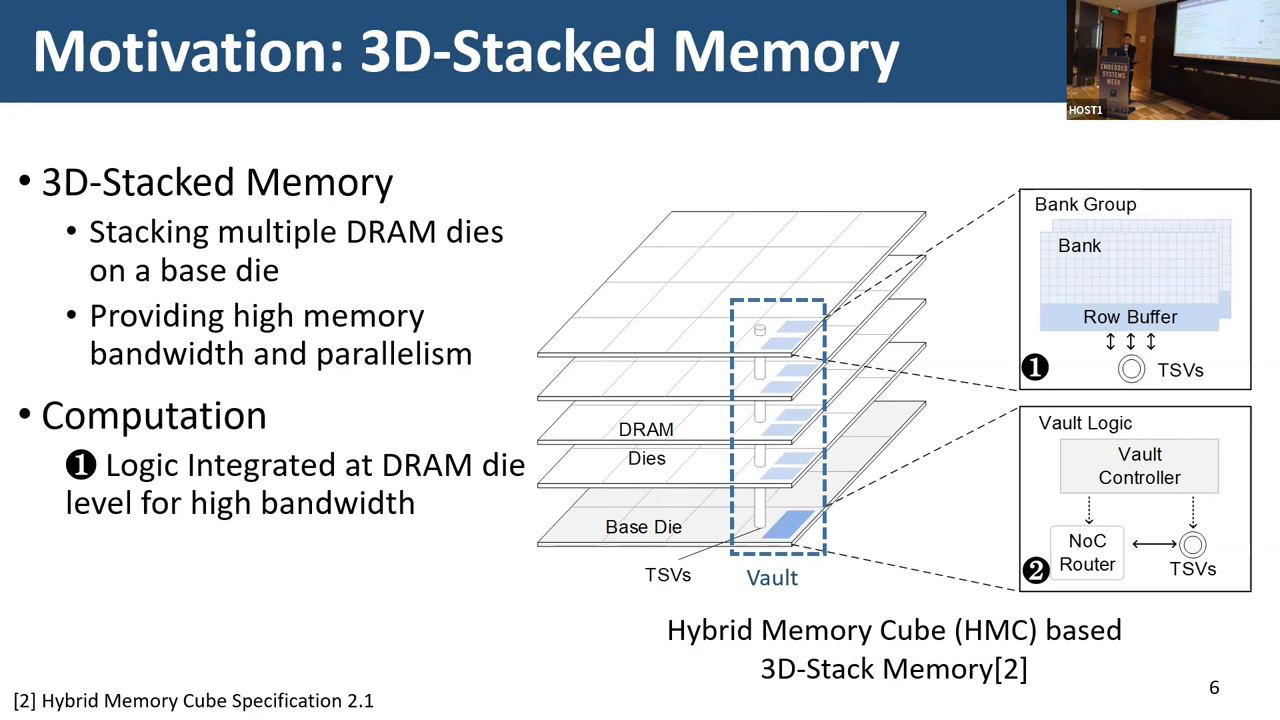 Motivation: 3D-Stacked Memory
EMBEDDED
SYSTEMS
WEEK
HOST1
• 3D-Stacked Memory
• Stacking multiple DRAM dies
on a base die
• Providing high memory
bandwidth and parallelism
• Computation
❶ Logic Integrated at DRAM die
level for high bandwidth
DRAM
Dies
Base Die
TSVs
Vault
Bank Group
Bank
Row Buffer
❶
TSVs
Vault Logic
Vault
Controller
NoC
Router
❷
TSVs
Hybrid Memory Cube (HMC) based
3D-Stack Memory[2]
[2] Hybrid Memory Cube Specification 2.1
6